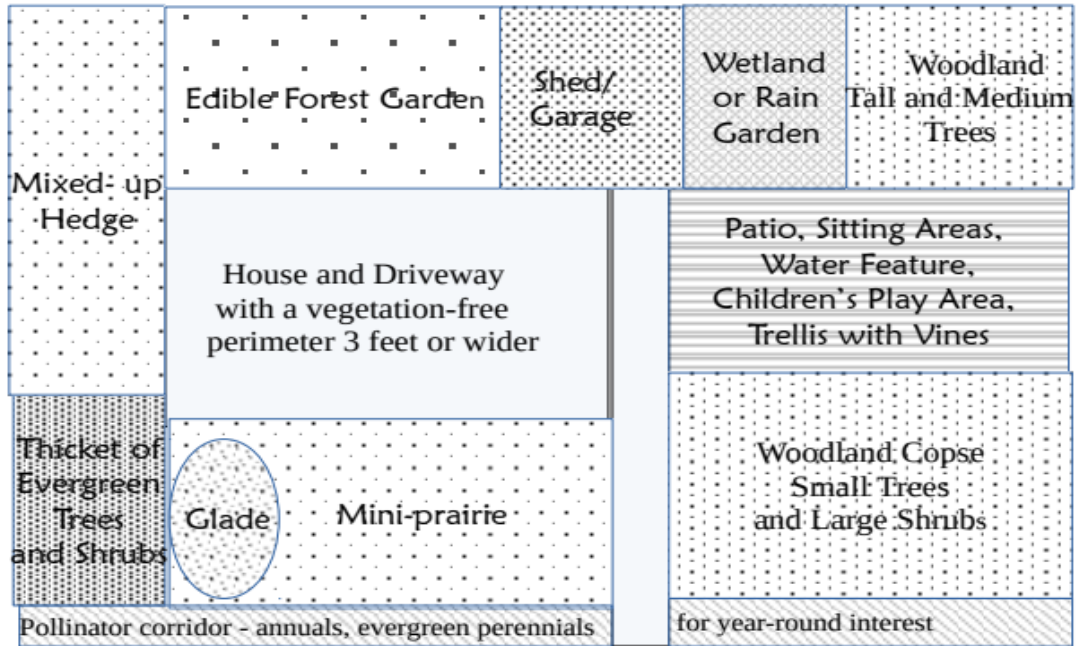 Edible Forest Garden
Shed/
Garage
Wetland
or Rain
Garden
Woodland
Tall and Medium
Trees
Mixed- up
Hedge
House and Driveway
with a vegetation-free
perimeter 3 feet or wider
Patio, Sitting Areas,
Water Feature,
Children's Play Area,
Trellis with Vines
Thicket of
Evergreen
Trees
and Shrubs
Glade
Mini-prairie
Woodland Copse
Small Trees
and Large Shrubs
Pollinator corridor - annuals, evergreen perennials
for year-round interest